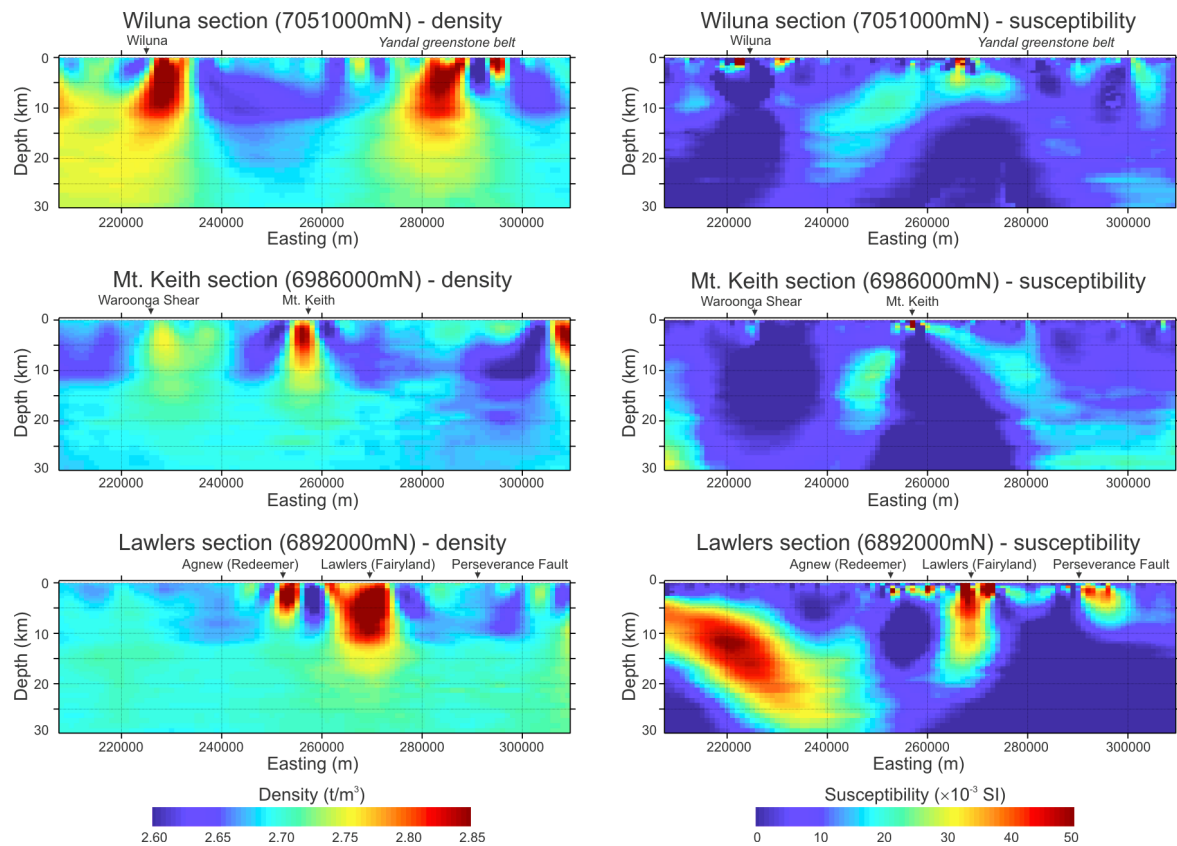 Wiluna section (7051000mN) - density
Wiluna
Yandal greenstone belt
0
10
20
30
Depth (km)
220000 240000 260000 280000 300000
Easting (m)
Wiluna section (7051000mN) - susceptibility
Wiluna
Yandal greenstone belt
0
10
20
30
Depth (km)
220000 240000 260000 280000 300000
Easting (m)
Mt. Keith section (6986000mN) - density
Waroonga Shear
Mt. Keith
0
10
20
30
Depth (km)
220000 240000 260000 280000 300000
Easting (m)
Mt. Keith section (6986000mN) - susceptibility
Waroonga Shear
Mt. Keith
0
10
20
30
Depth (km)
220000 240000 260000 280000 300000
Easting (m)
Lawlers section (6892000mN) - density
Agnew (Redeemer) Lawlers (Fairyland) Perseverance Fault
0
10
20
30
Depth (km)
220000 240000 260000 280000 300000
Easting (m)
Lawlers section (6892000mN) - susceptibility
Agnew (Redeemer) Lawlers (Fairyland) Perseverance Fault
0
10
20
30
Depth (km)
220000 240000 260000 280000 300000
Easting (m)
Density (t/m³)
2.60 2.65 2.70 2.75 2.80 2.85
Susceptibility (×10⁻³ SI)
0 10 20 30 40 50